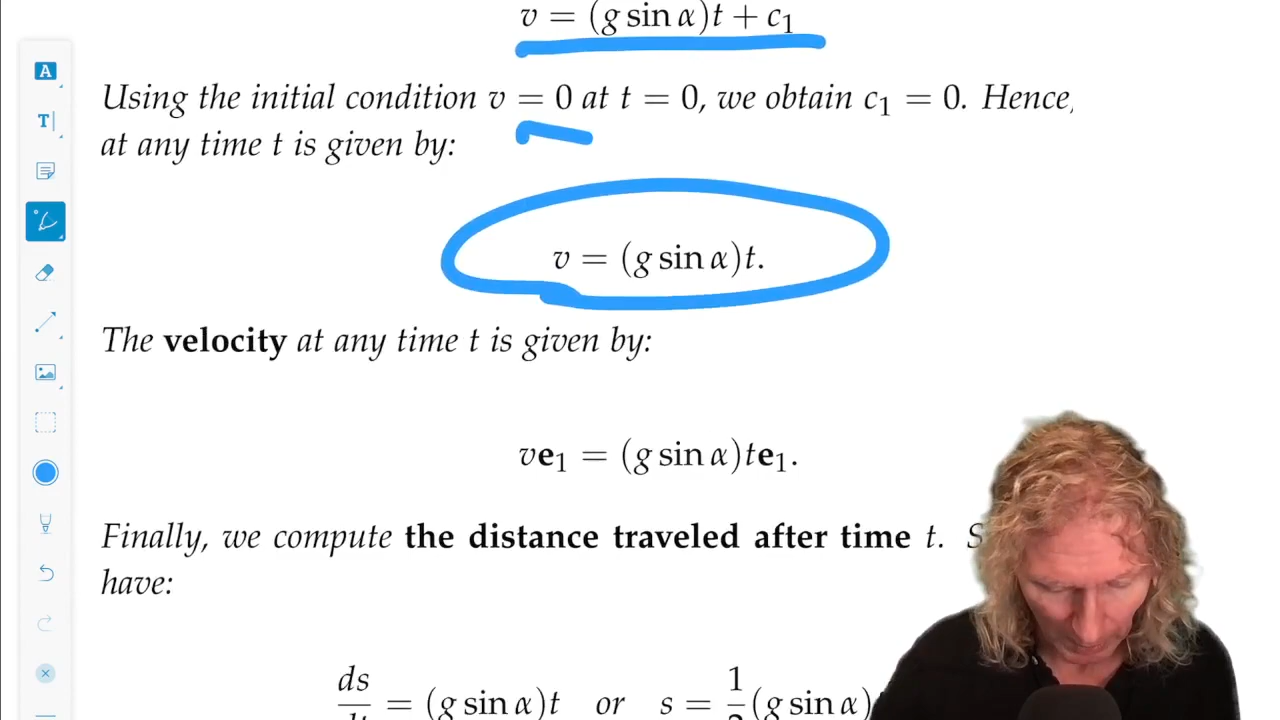 v = (g sin α)t + c₁
Using the initial condition v = 0 at t = 0, we obtain c₁ = 0. Hence,
at any time t is given by:
v = (g sin α)t.
The velocity at any time t is given by:
ve₁ = (g sin α)te₁.
Finally, we compute the distance traveled after time t.
have:
ds/dt = (g sin α)t or s = 1/2 (g sin α)
A
T